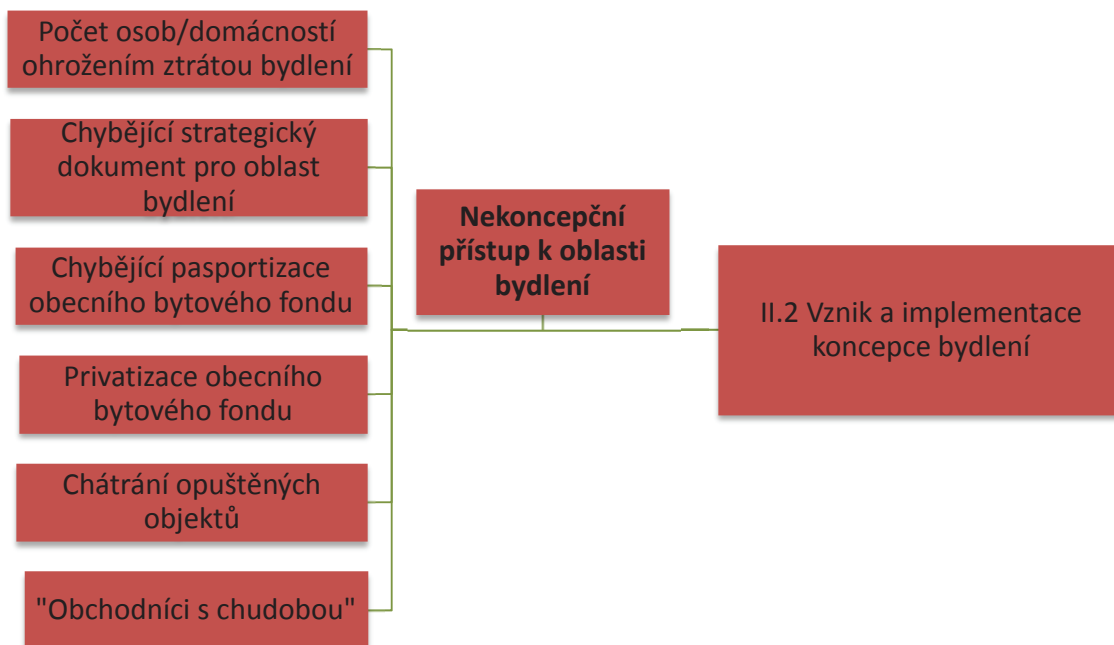 Počet osob/domácností
ohrožením ztrátou bydlení
Chybějící strategický
dokument pro oblast
bydlení
Chybějící pasportizace
obecního bytového fondu
Privatizace obecního
bytového fondu
Chátrání opuštěných
objektů
"Obchodníci s chudobou"
Nekoncepční
přístup k oblasti
bydlení
II.2 Vznik a implementace
koncepce bydlení